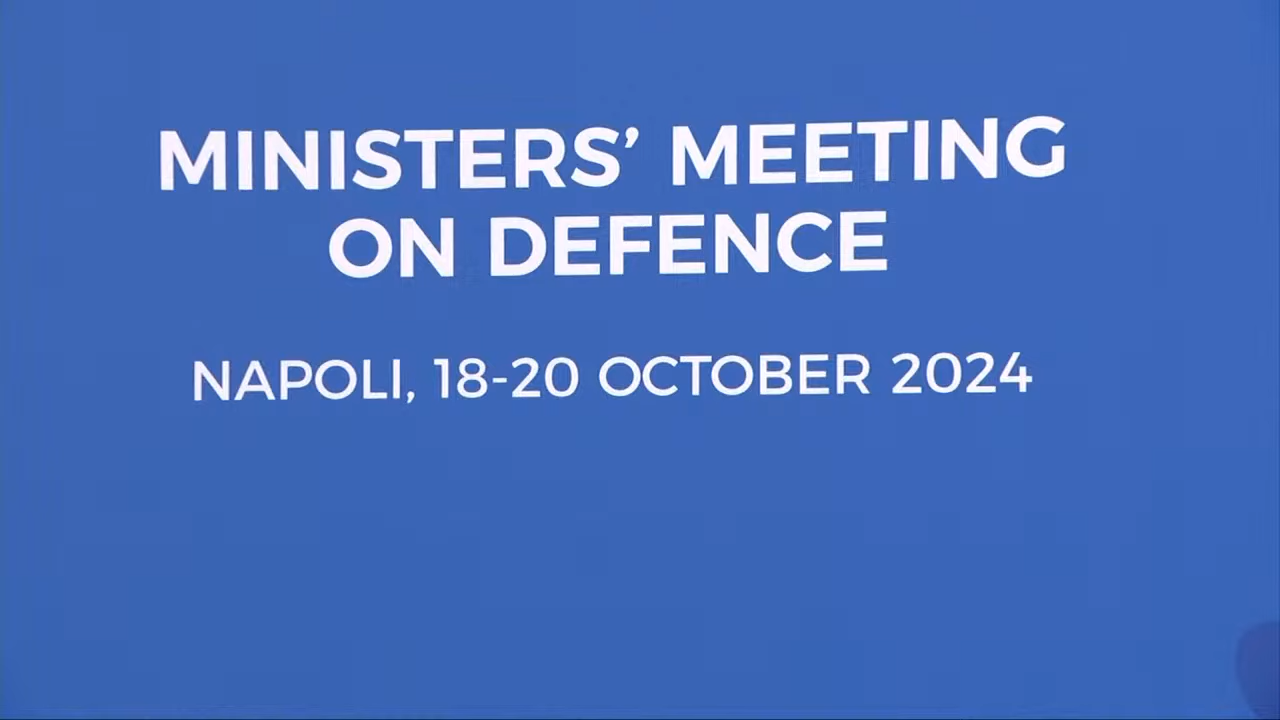 MINISTERS’ MEETING
ON DEFENCE
NAPOLI, 18-20 OCTOBER 2024